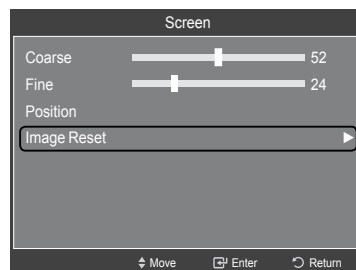 Screen
Coarse 52
Fine 24
Position
Image Reset
Move Enter Return